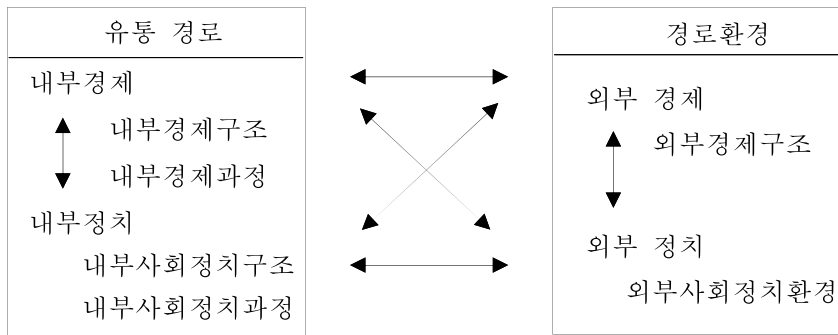 유통 경로
내부경제
내부경제구조
내부경제과정
내부정치
내부사회정치구조
내부사회정치과정
경로환경
외부 경제
외부경제구조
외부 정치
외부사회정치환경